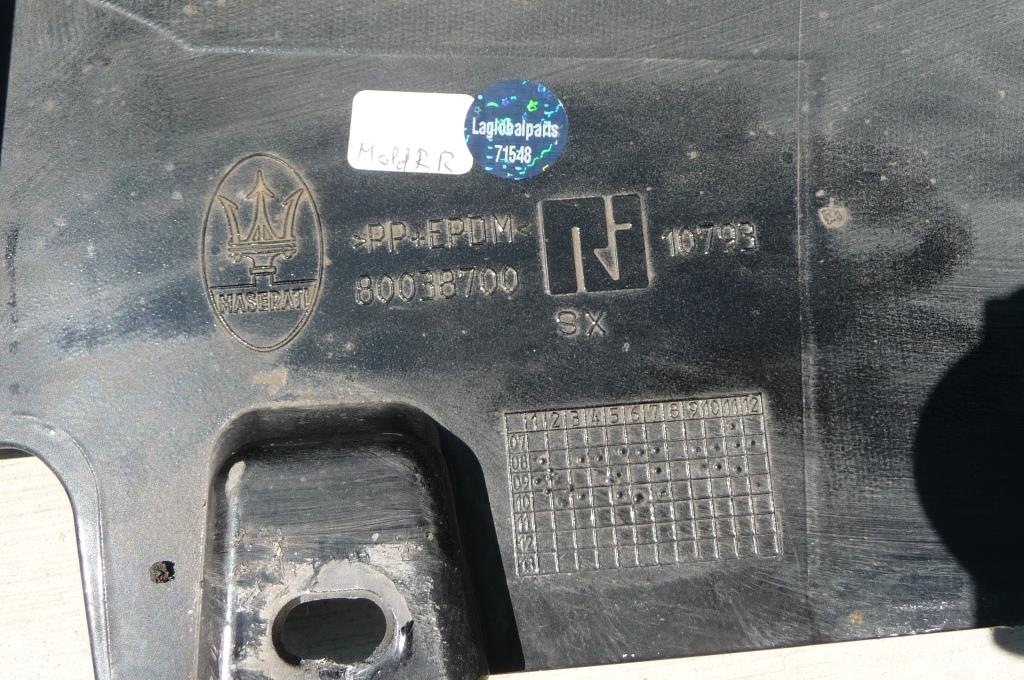 Mold R R
Laglobalparts
71548
MASERATI
>PP+EPDM<
80038700
10793
SX
1 2 3 4 5 6 7 8 9 10 11 12
07
08
09
10
11
12
13